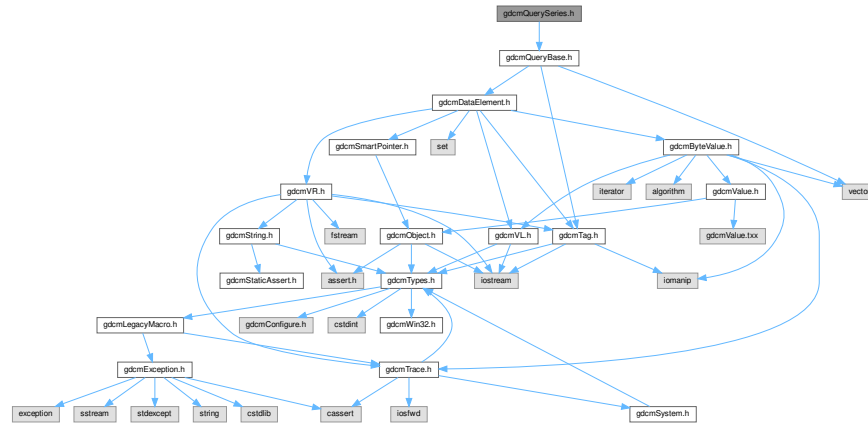 gdcmQuerySeries.h
gdcmQueryBase.h
gdcmDataElement.h
gdcmSmartPointer.h
set
gdcmByteValue.h
gdcmVR.h
iterator
algorithm
gdcmValue.h
vector
gdcmString.h
fstream
gdcmObject.h
gdcmVL.h
gdcmTag.h
gdcmValue.txx
gdcmStaticAssert.h
assert.h
gdcmTypes.h
iostream
iomanip
gdcmLegacyMacro.h
gdcmConfigure.h
cstdint
gdcmWin32.h
gdcmException.h
gdcmTrace.h
exception
sstream
stdexcept
string
cstdlib
cassert
iosfwd
gdcmSystem.h